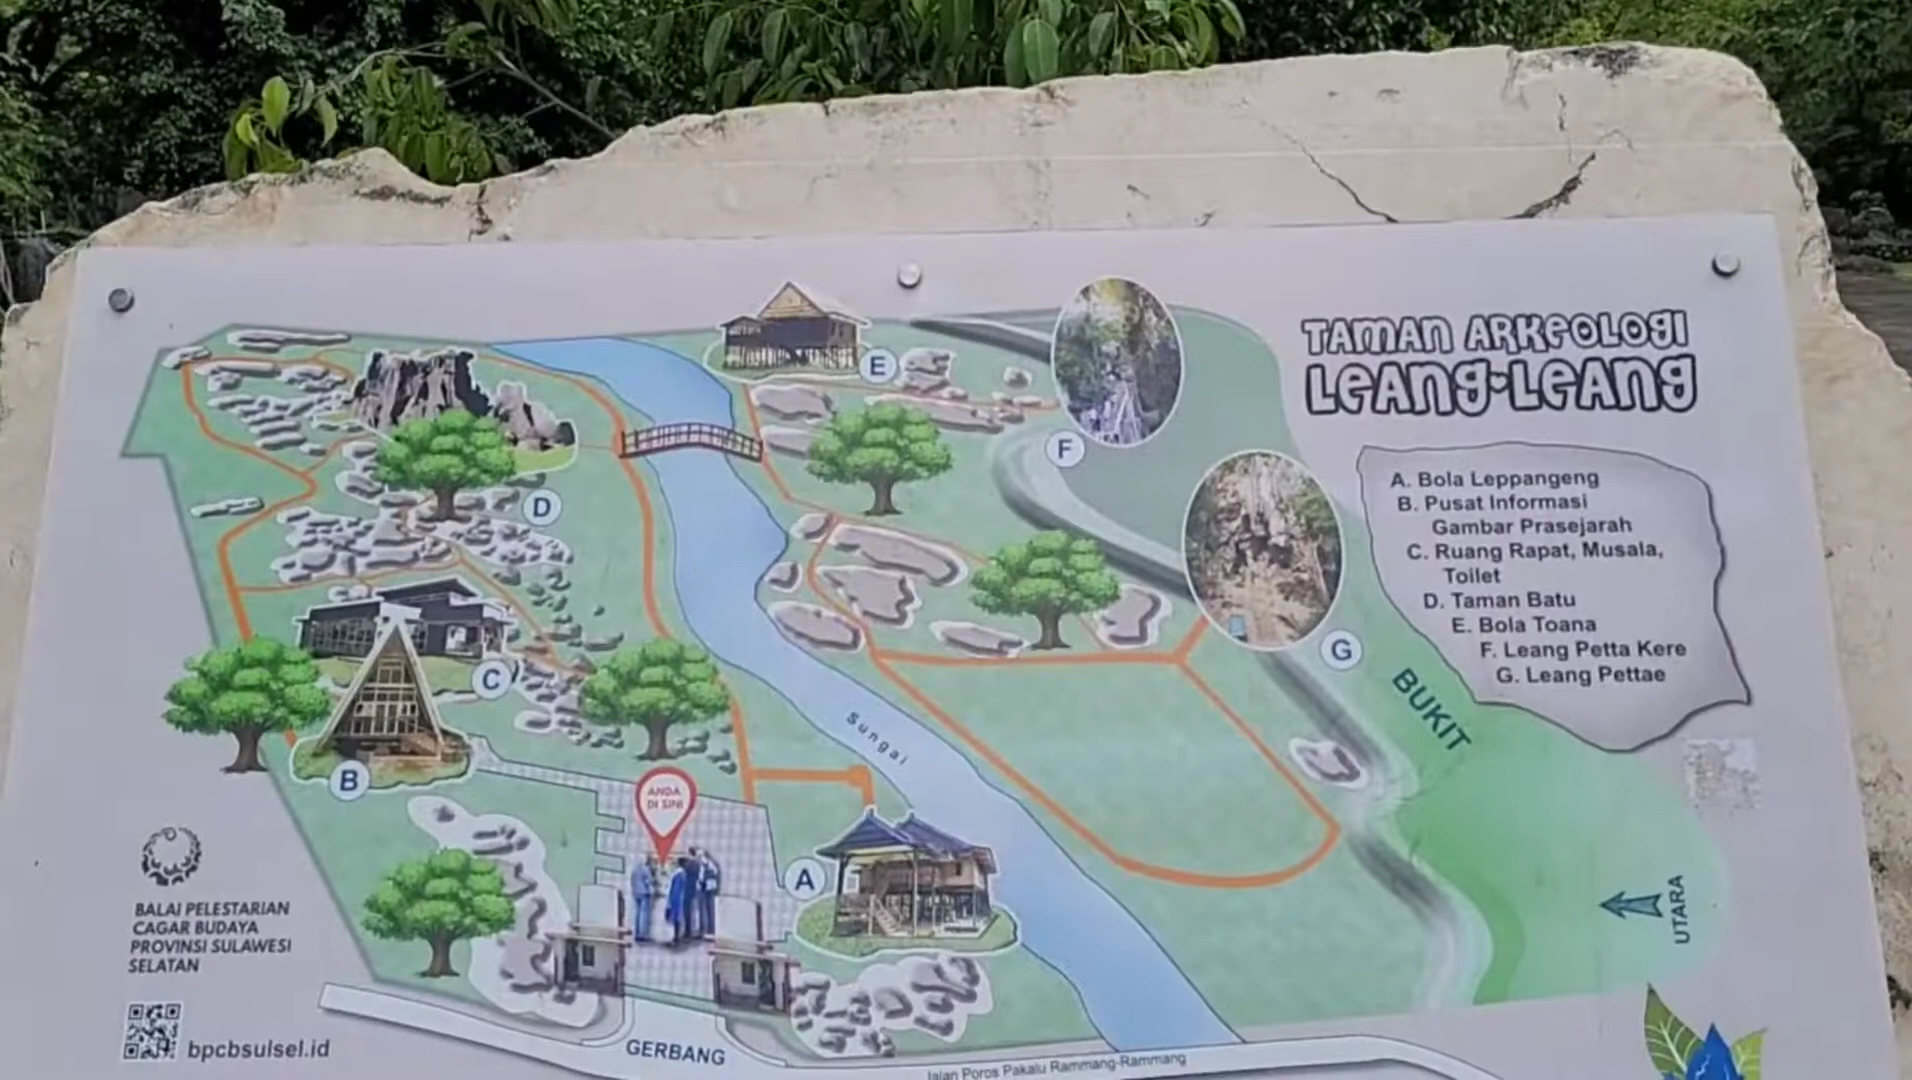 TAMAN ARKEOLOGI
LEANG-LEANG
A. Bola Leppangeng
B. Pusat Informasi
Gambar Prasejarah
C. Ruang Rapat, Musala,
Toilet
D. Taman Batu
E. Bola Toana
F. Leang Petta Kere
G. Leang Pettae
E
F
D
G
C
B
A
BUKIT
Sungai
ANDA
DI SINI
UTARA
BALAI PELESTARIAN
CAGAR BUDAYA
PROVINSI SULAWESI
SELATAN
bpcbsulsel.id
GERBANG
Jalan Poros Pakalu Rammang-Rammang